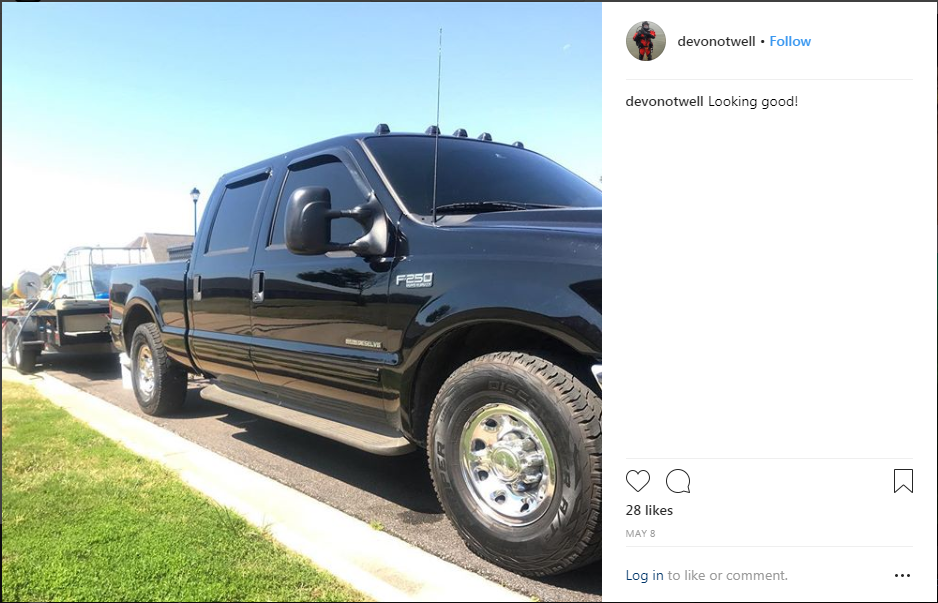 devonotwell • Follow
devonotwell Looking good!
F250
28 likes
MAY 8
Log in to like or comment.